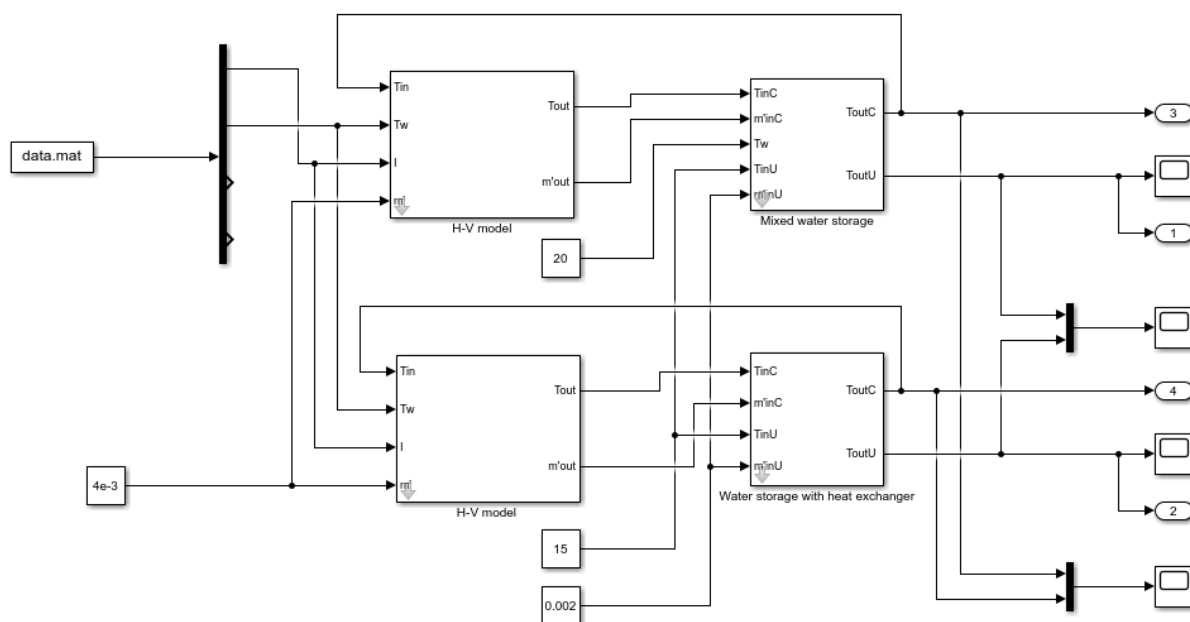 data.mat
Tin
Tw
I
m'
Tout
m'out
H-V model
TinC
m'inC
Tw
TinU
m'inU
ToutC
ToutU
Mixed water storage
3
1
20
Tin
Tw
I
m'
Tout
m'out
H-V model
TinC
m'inC
TinU
m'inU
ToutC
ToutU
Water storage with heat exchanger
4
2
4e-3
15
0.002